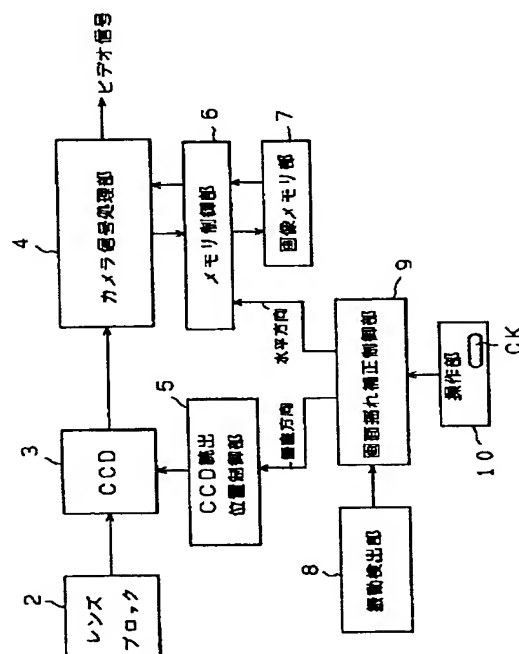 ビデオ信号
4
カメラ信号処理部
6
メモリ制御部
7
画像メモリ部
3
CCD
5
CCD読出
位置制御部
水平方向
垂直方向
9
画面揺れ補正制御部
2
レンズ
ブロック
8
振動検出部
操作部
CK
10